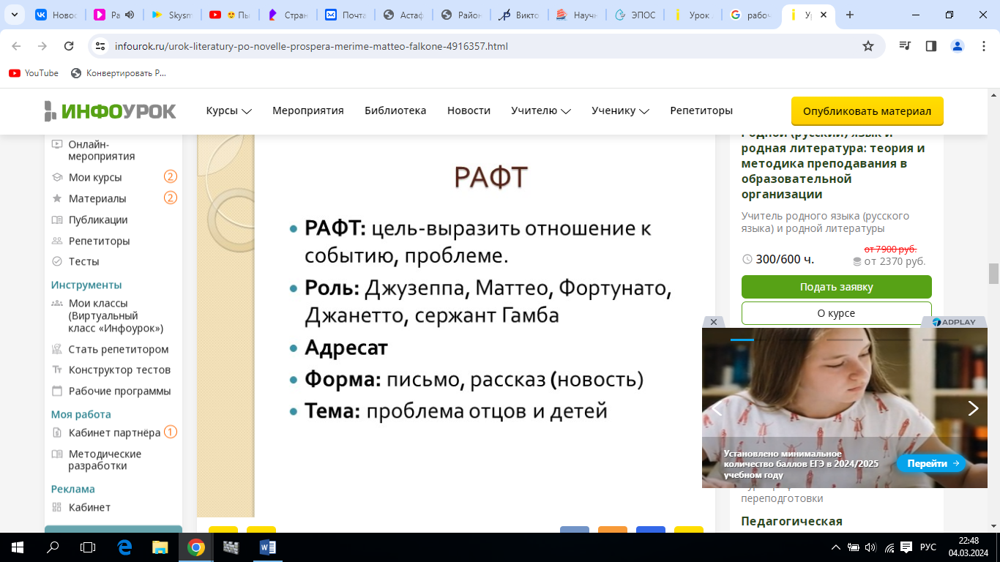 Новос
Ра
Skysm
Пы
Стран
Почта
Астаф
Район
Викто
Научн
ЭПОС
Урок
рабоч
Ур
infourok.ru/urok-literatury-po-novelle-prospera-merime-matteo-falkone-4916357.html
YouTube
Конвертировать P...
ИНФОУРОК
Курсы
Мероприятия
Библиотека
Новости
Учителю
Ученику
Репетиторы
Опубликовать материал
Онлайн-
мероприятия
Мои курсы 2
Материалы 2
Публикации
Репетиторы
Тесты
Инструменты
Мои классы
(Виртуальный
класс «Инфоурок»)
Стать репетитором
Конструктор тестов
Рабочие программы
Моя работа
Кабинет партнёра 1
Методические
разработки
Реклама
Кабинет
РАФТ
РАФТ: цель-выразить отношение к
событию, проблеме.
Роль: Джузеппа, Маттео, Фортунато,
Джанетто, сержант Гамба
Адресат
Форма: письмо, рассказ (новость)
Тема: проблема отцов и детей
Родной (русский) язык и
родная литература: теория и
методика преподавания в
образовательной
организации
Учитель родного языка (русского
языка) и родной литературы
от 7900 руб.
300/600 ч.
от 2370 руб.
Подать заявку
О курсе
ADPLAY
Установлено минимальное
количество баллов ЕГЭ в 2024/2025
учебном году
Перейти
переподготовки
Педагогическая
РУС
22:48
04.03.2024